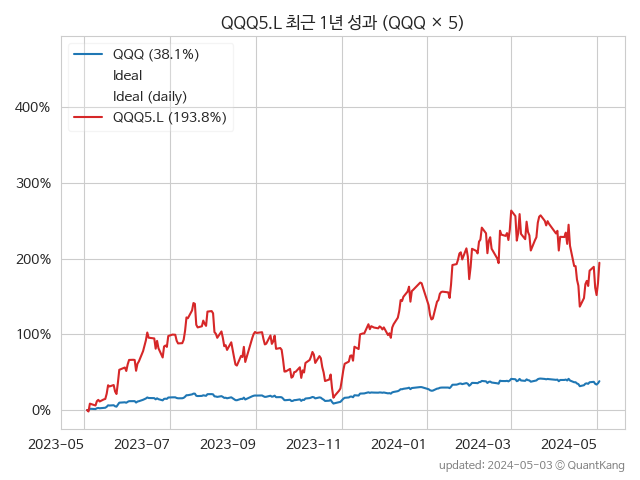 QQQ5.L 최근 1년 성과 (QQQ × 5)
QQQ (38.1%)
Ideal
Ideal (daily)
QQQ5.L (193.8%)
400%
300%
200%
100%
0%
2023-05 2023-07 2023-09 2023-11 2024-01 2024-03 2024-05
updated: 2024-05-03 © QuantKang